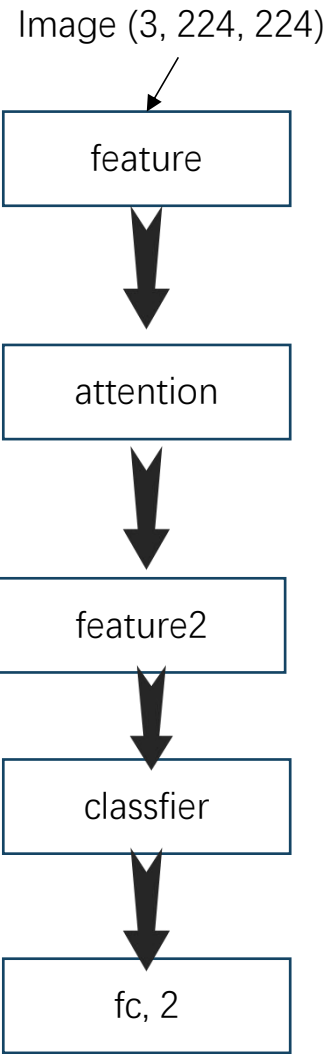 Image (3, 224, 224)
feature
attention
feature2
classfier
fc, 2